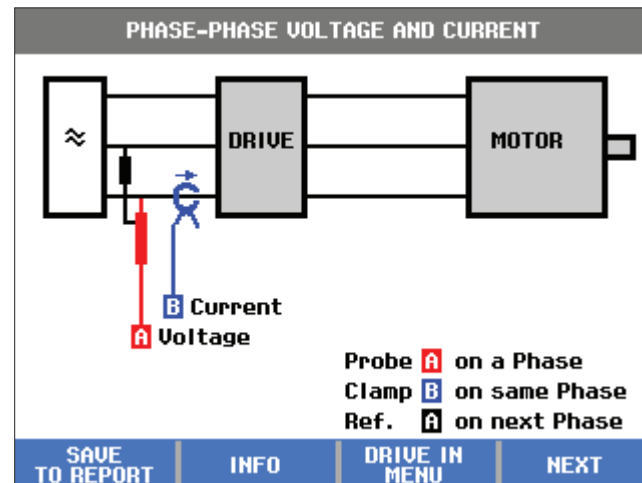 PHASE-PHASE VOLTAGE AND CURRENT
≈
DRIVE
MOTOR
B Current
A Voltage
Probe A on a Phase
Clamp B on same Phase
Ref. A on next Phase
SAVE
TO REPORT
INFO
DRIVE IN
MENU
NEXT